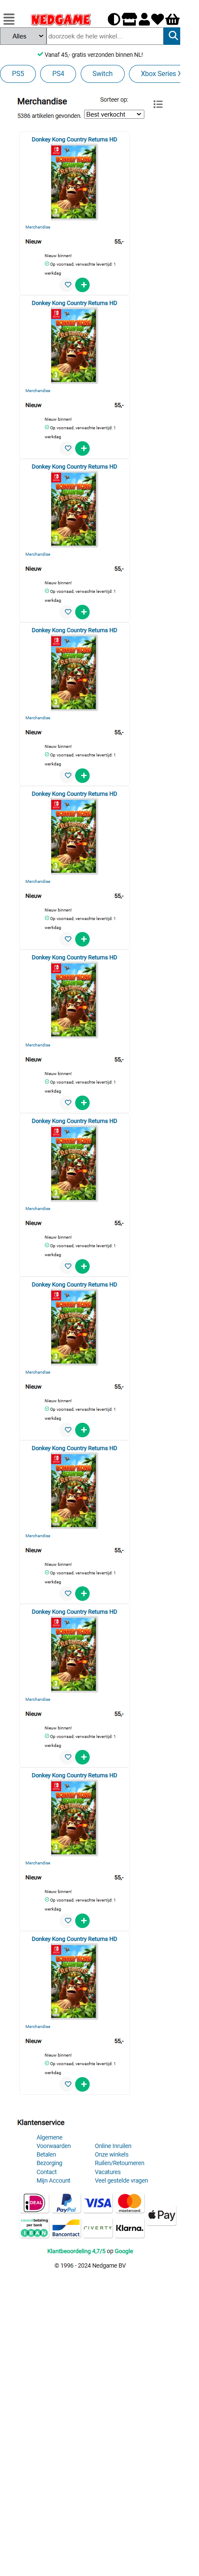 NEDGAME
Alles doorzoek de hele winkel...
Vanaf 45,- gratis verzonden binnen NL!
PS5 PS4 Switch Xbox Series X
Merchandise
Sorteer op:
5386 artikelen gevonden. Best verkocht
Donkey Kong Country Returns HD
Merchandise
Nieuw 55,-
Nieuw binnen!
Op voorraad, verwachte levertijd: 1
werkdag
Donkey Kong Country Returns HD
Merchandise
Nieuw 55,-
Nieuw binnen!
Op voorraad, verwachte levertijd: 1
werkdag
Donkey Kong Country Returns HD
Merchandise
Nieuw 55,-
Nieuw binnen!
Op voorraad, verwachte levertijd: 1
werkdag
Donkey Kong Country Returns HD
Merchandise
Nieuw 55,-
Nieuw binnen!
Op voorraad, verwachte levertijd: 1
werkdag
Donkey Kong Country Returns HD
Merchandise
Nieuw 55,-
Nieuw binnen!
Op voorraad, verwachte levertijd: 1
werkdag
Donkey Kong Country Returns HD
Merchandise
Nieuw 55,-
Nieuw binnen!
Op voorraad, verwachte levertijd: 1
werkdag
Donkey Kong Country Returns HD
Merchandise
Nieuw 55,-
Nieuw binnen!
Op voorraad, verwachte levertijd: 1
werkdag
Donkey Kong Country Returns HD
Merchandise
Nieuw 55,-
Nieuw binnen!
Op voorraad, verwachte levertijd: 1
werkdag
Donkey Kong Country Returns HD
Merchandise
Nieuw 55,-
Nieuw binnen!
Op voorraad, verwachte levertijd: 1
werkdag
Donkey Kong Country Returns HD
Merchandise
Nieuw 55,-
Nieuw binnen!
Op voorraad, verwachte levertijd: 1
werkdag
Donkey Kong Country Returns HD
Merchandise
Nieuw 55,-
Nieuw binnen!
Op voorraad, verwachte levertijd: 1
werkdag
Donkey Kong Country Returns HD
Merchandise
Nieuw 55,-
Nieuw binnen!
Op voorraad, verwachte levertijd: 1
werkdag
Klantenservice
Algemene
Voorwaarden
Betalen
Bezorging
Contact
Mijn Account
Online Inruilen
Onze winkels
Ruilen/Retourneren
Vacatures
Veel gestelde vragen
iDEAL PayPal VISA mastercard Pay
overboeking
per bank
IBAN Bancontact CIVERTY Klarna.
Klantbeoordeling 4,7/5 op Google
© 1996 - 2024 Nedgame BV